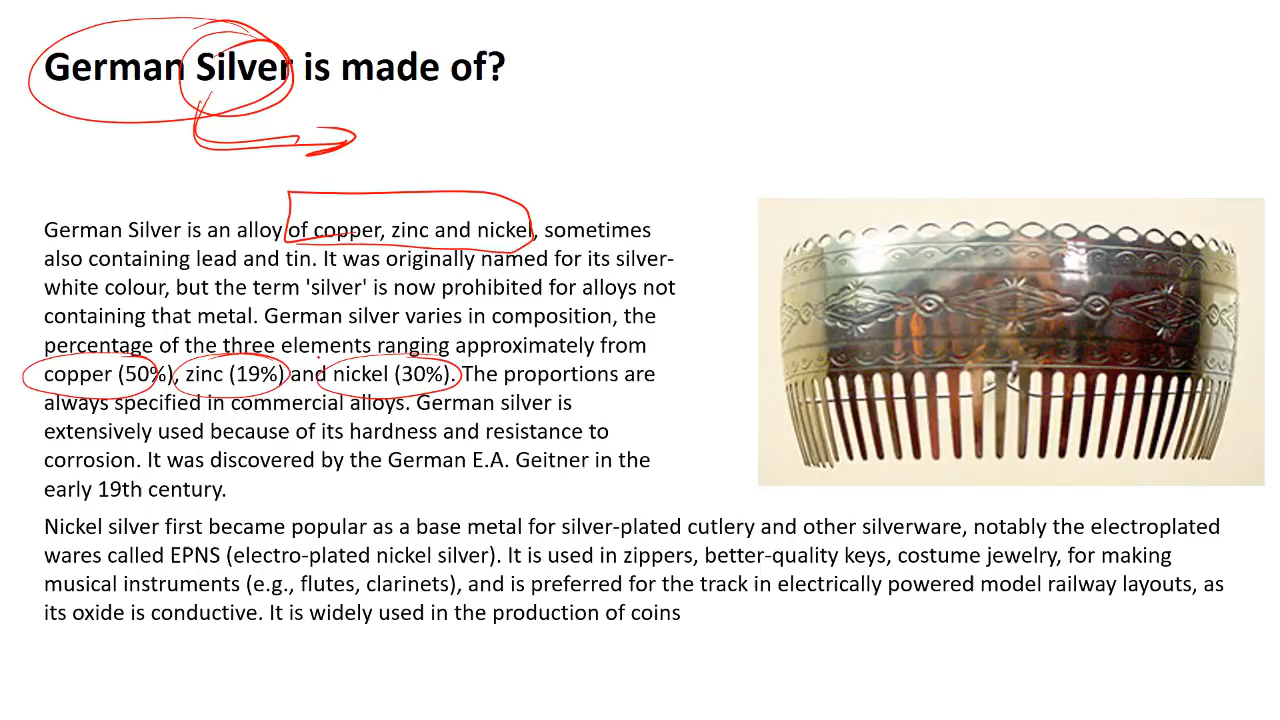 German Silver is made of?
German Silver is an alloy of copper, zinc and nickel, sometimes
also containing lead and tin. It was originally named for its silver-
white colour, but the term 'silver' is now prohibited for alloys not
containing that metal. German silver varies in composition, the
percentage of the three elements ranging approximately from
copper (50%), zinc (19%) and nickel (30%). The proportions are
always specified in commercial alloys. German silver is
extensively used because of its hardness and resistance to
corrosion. It was discovered by the German E.A. Geitner in the
early 19th century.
Nickel silver first became popular as a base metal for silver-plated cutlery and other silverware, notably the electroplated
wares called EPNS (electro-plated nickel silver). It is used in zippers, better-quality keys, costume jewelry, for making
musical instruments (e.g., flutes, clarinets), and is preferred for the track in electrically powered model railway layouts, as
its oxide is conductive. It is widely used in the production of coins